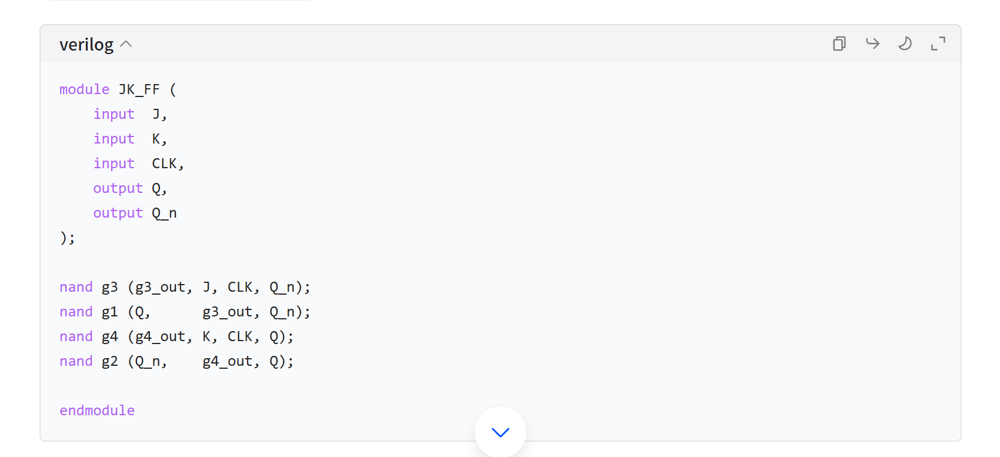 verilog
module JK_FF (
    input  J,
    input  K,
    input  CLK,
    output Q,
    output Q_n
);
nand g3 (g3_out, J, CLK, Q_n);
nand g1 (Q,      g3_out, Q_n);
nand g4 (g4_out, K, CLK, Q);
nand g2 (Q_n,    g4_out, Q);
endmodule